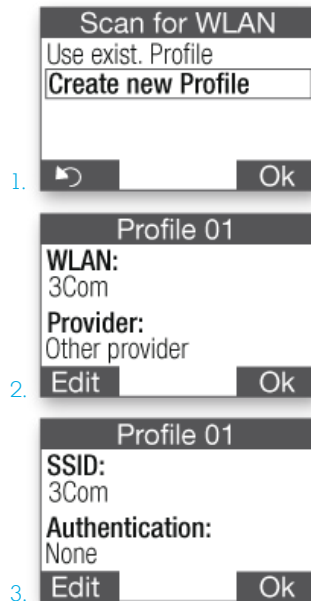 Scan for WLAN
Use exist. Profile
Create new Profile
1.
Ok
Profile 01
WLAN:
3Com
Provider:
Other provider
2.
Edit
Ok
Profile 01
SSID:
3Com
Authentication:
None
3.
Edit
Ok